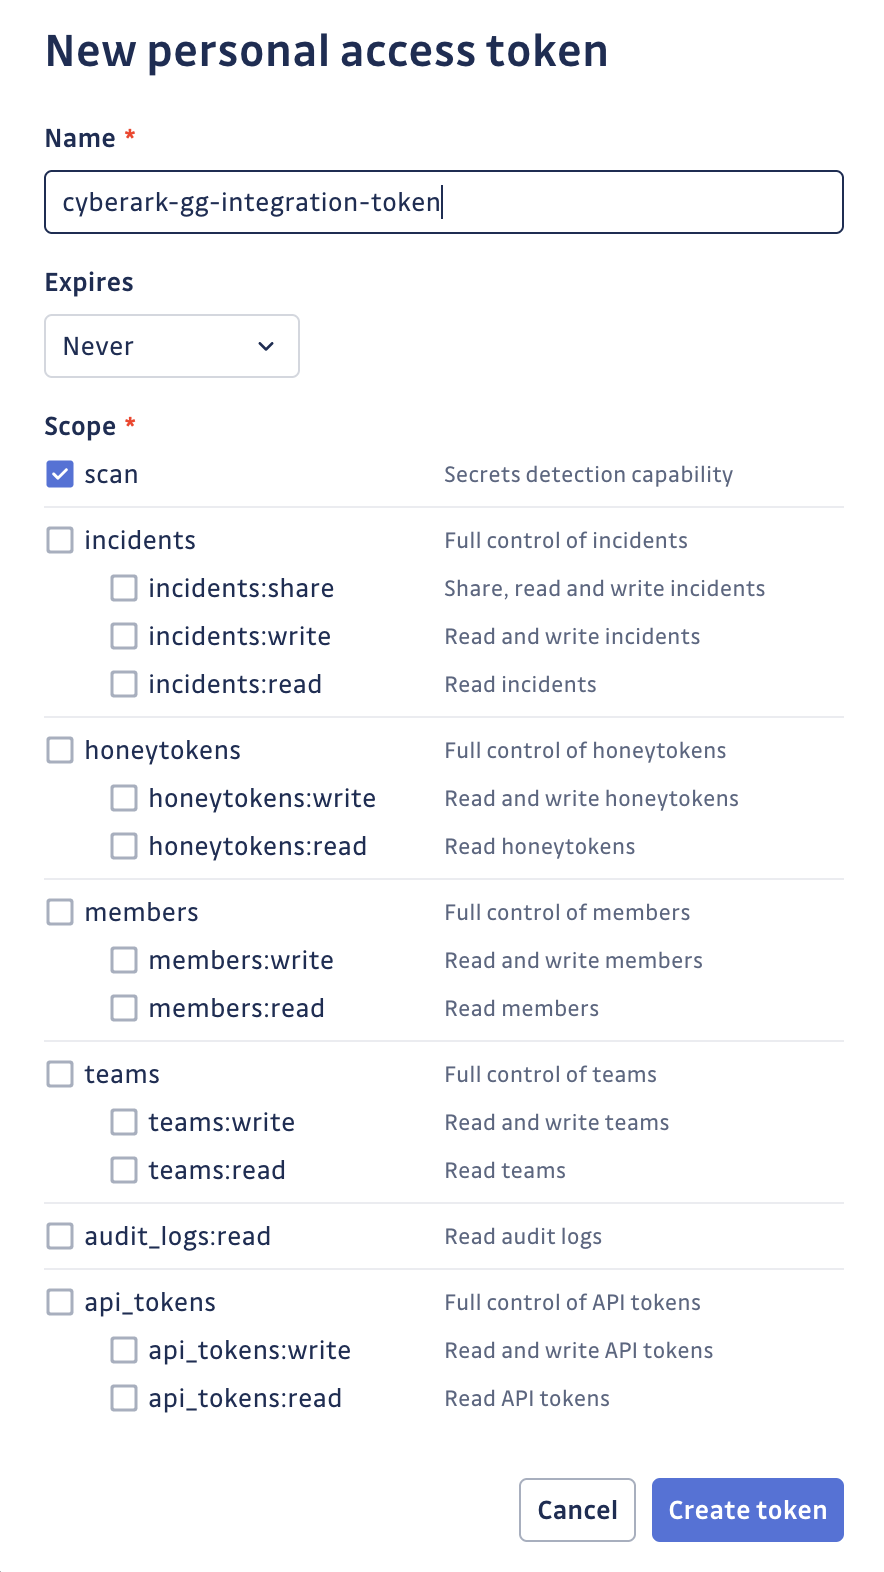 New personal access token
Name *
cyberark-gg-integration-token
Expires
Never
Scope *
scan Secrets detection capability
incidents Full control of incidents
incidents:share Share, read and write incidents
incidents:write Read and write incidents
incidents:read Read incidents
honeytokens Full control of honeytokens
honeytokens:write Read and write honeytokens
honeytokens:read Read honeytokens
members Full control of members
members:write Read and write members
members:read Read members
teams Full control of teams
teams:write Read and write teams
teams:read Read teams
audit_logs:read Read audit logs
api_tokens Full control of API tokens
api_tokens:write Read and write API tokens
api_tokens:read Read API tokens
Cancel Create token